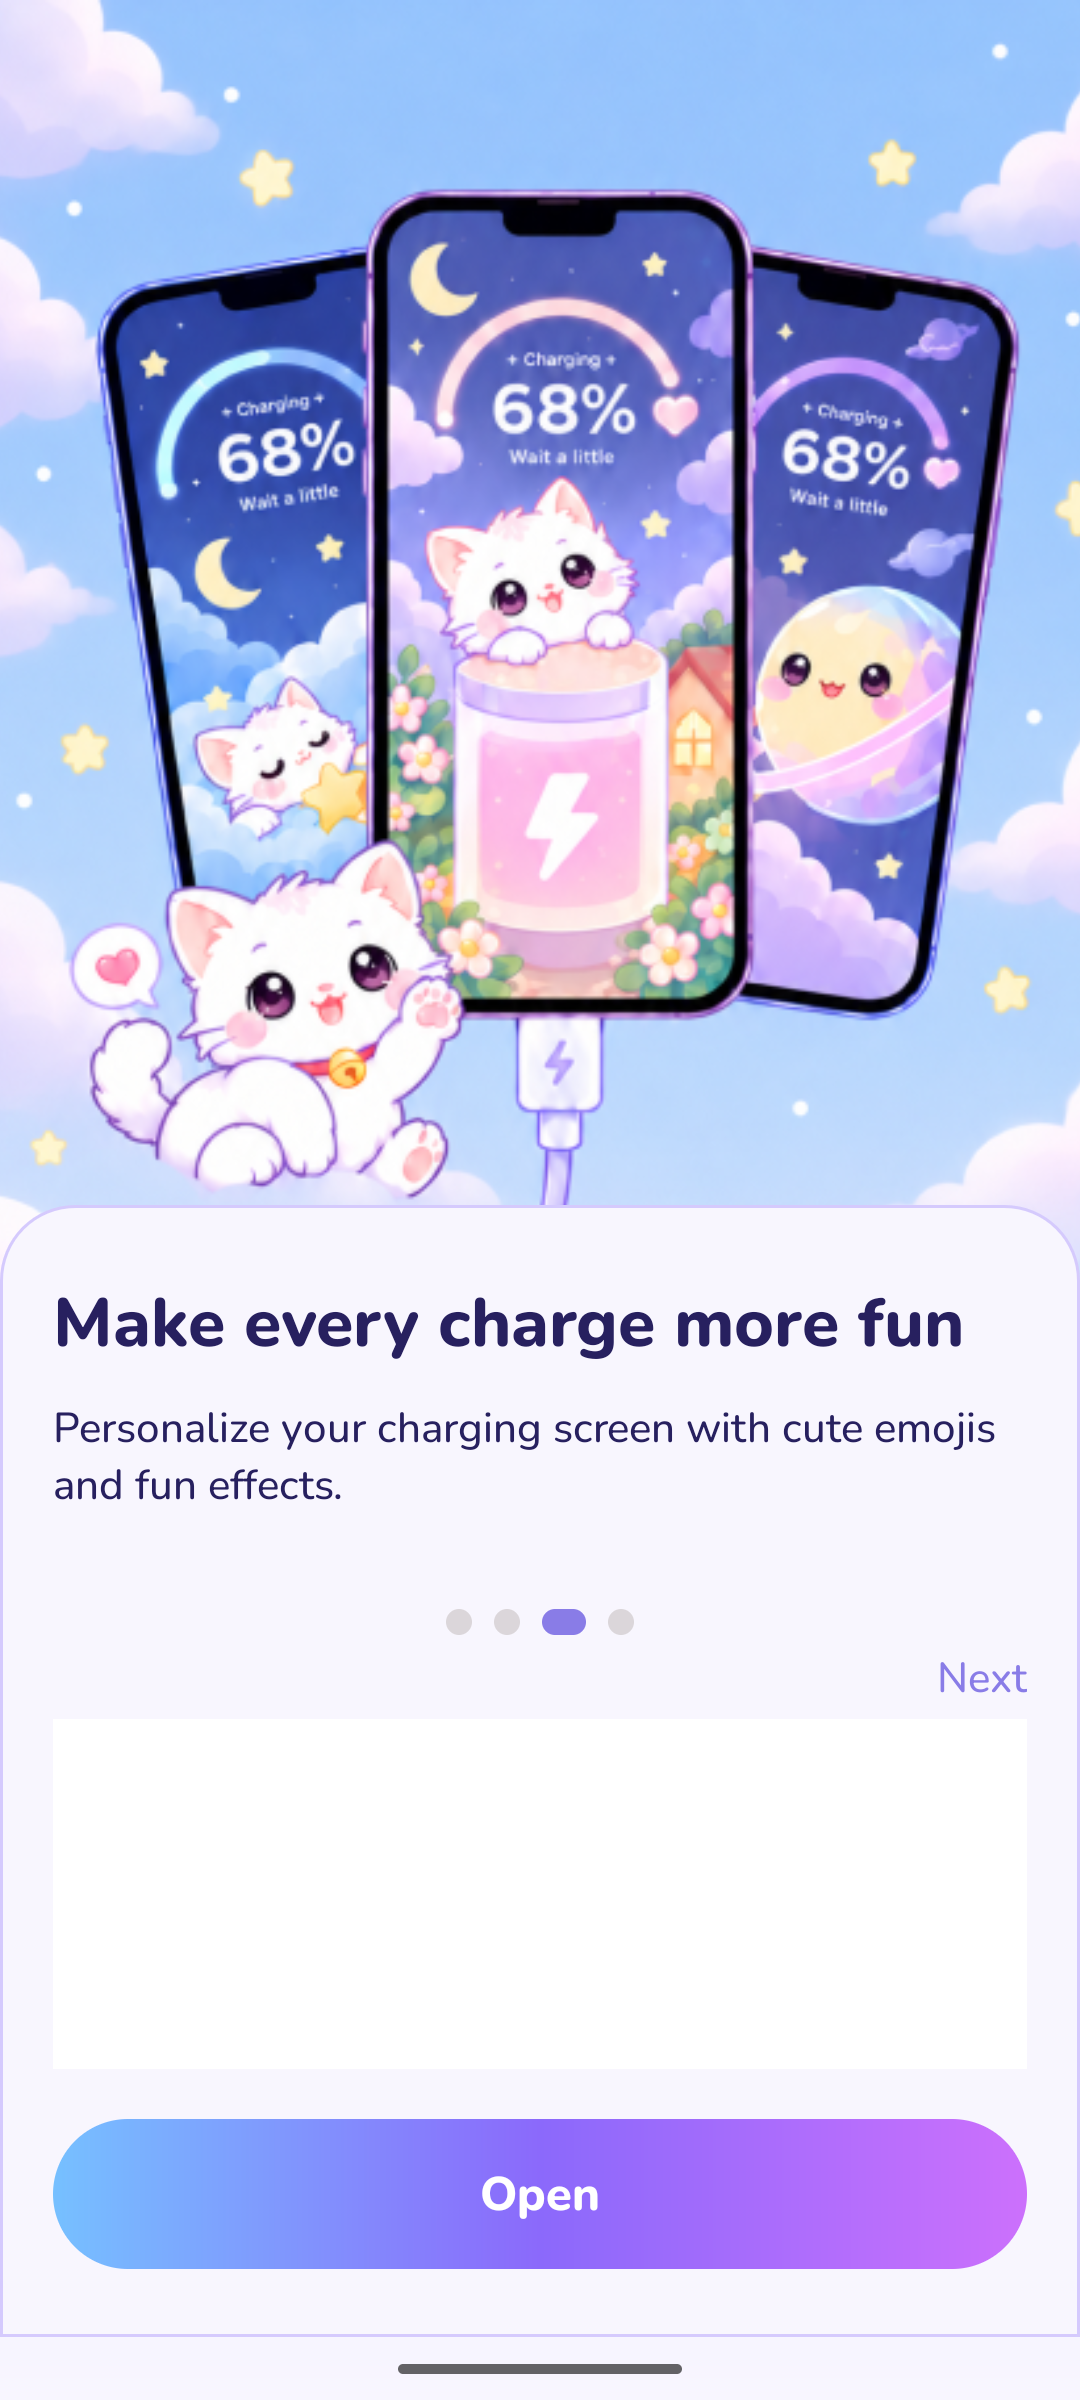 + Charging +
68%
Wait a little
+ Charging +
68%
Wait a little
+ Charging +
68%
Wait a little
Make every charge more fun
Personalize your charging screen with cute emojis
and fun effects.
Next
Open